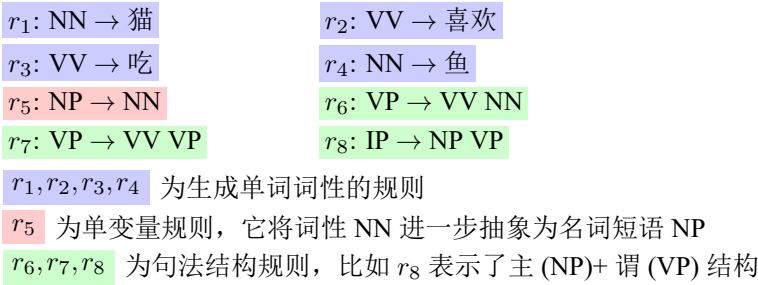 r₁: NN → 猫 r₂: VV → 喜欢
r₃: VV → 吃 r₄: NN → 鱼
r₅: NP → NN r₆: VP → VV NN
r₇: VP → VV VP r₈: IP → NP VP
r₁,r₂,r₃,r₄ 为生成单词词性的规则
r₅ 为单变量规则，它将词性 NN 进一步抽象为名词短语 NP
r₆,r₇,r₈ 为句法结构规则，比如 r₈ 表示了主 (NP)+ 谓 (VP) 结构